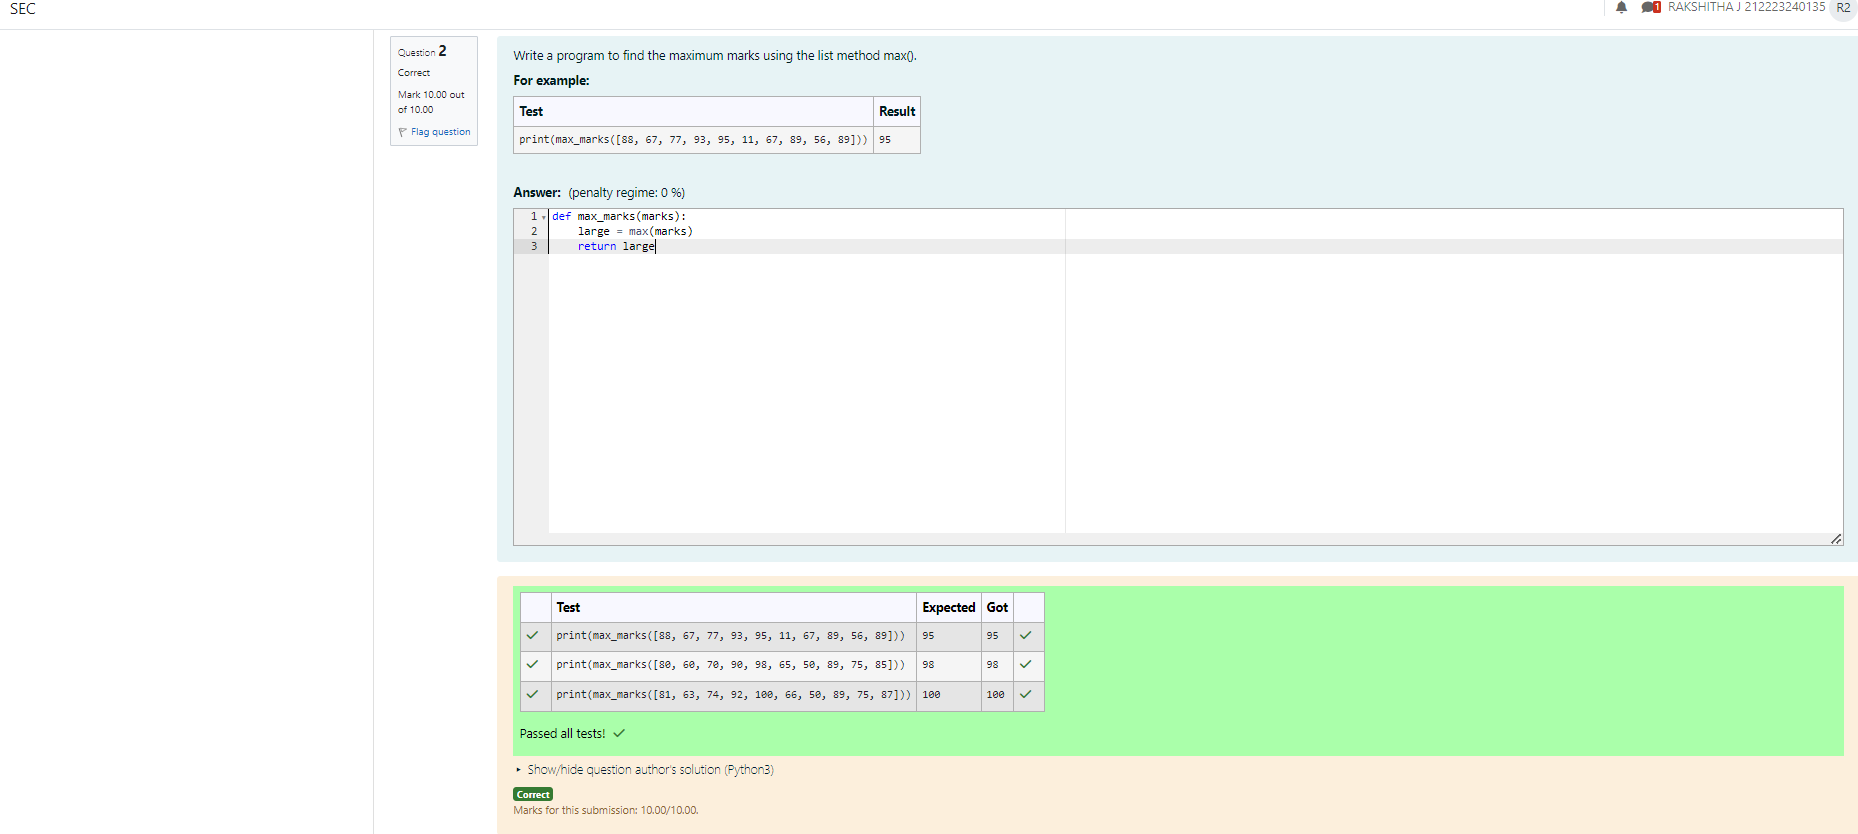 SEC
1 RAKSHITHA J 212223240135 R2
Question 2
Correct
Mark 10.00 out
of 10.00
Flag question
Write a program to find the maximum marks using the list method max().
For example:
Test Result
print(max_marks([88, 67, 77, 93, 95, 11, 67, 89, 56, 89])) 95
Answer: (penalty regime: 0 %)
1 def max_marks(marks):
2 large = max(marks)
3 return large
Test Expected Got
print(max_marks([88, 67, 77, 93, 95, 11, 67, 89, 56, 89])) 95 95
print(max_marks([80, 60, 70, 90, 98, 65, 50, 89, 75, 85])) 98 98
print(max_marks([81, 63, 74, 92, 100, 66, 50, 89, 75, 87])) 100 100
Passed all tests!
Show/hide question author's solution (Python3)
Correct
Marks for this submission: 10.00/10.00.